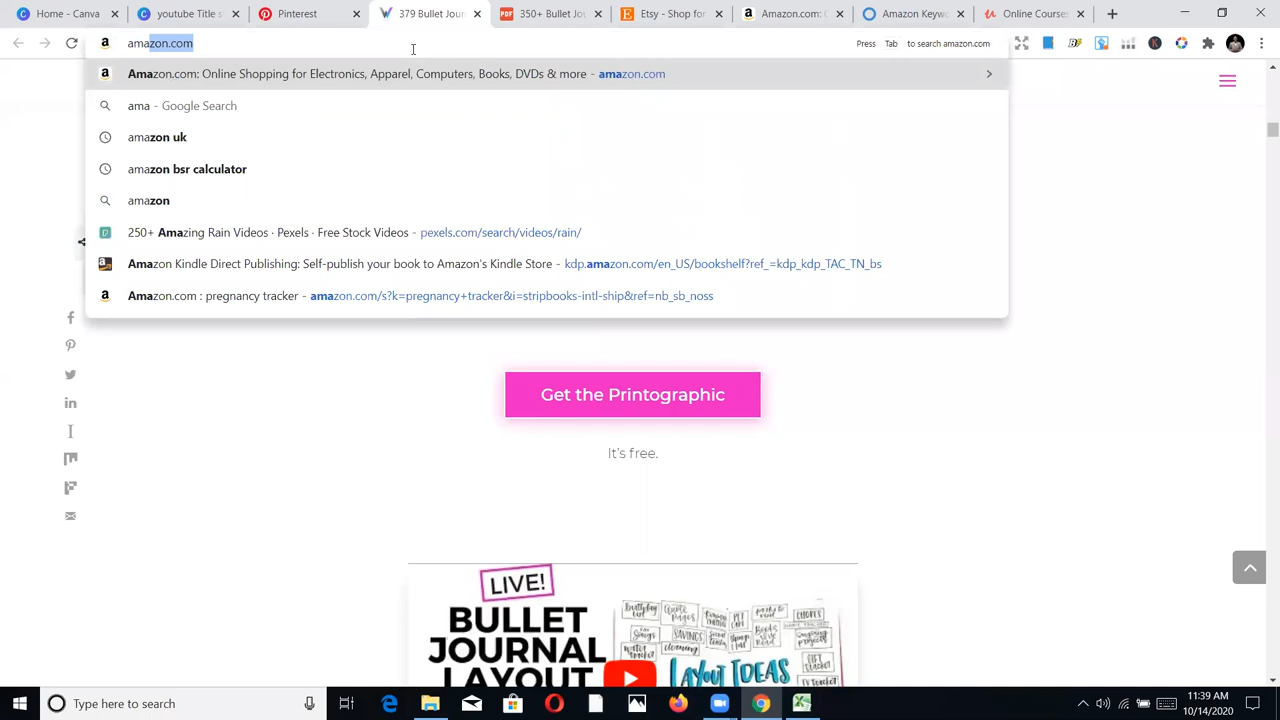 Home - Canva
youtube Title s
Pinterest
379 Bullet Jour
350+ Bullet Jo
Etsy - Shop for
Amazon.com: 
Amazon Keyw
Online Courses
amazon.com
Press Tab to search amazon.com
Amazon.com: Online Shopping for Electronics, Apparel, Computers, Books, DVDs & more - amazon.com
ama - Google Search
amazon uk
amazon bsr calculator
amazon
250+ Amazing Rain Videos · Pexels · Free Stock Videos - pexels.com/search/videos/rain/
Amazon Kindle Direct Publishing: Self-publish your book to Amazon's Kindle Store - kdp.amazon.com/en_US/bookshelf?ref_=kdp_kdp_TAC_TN_bs
Amazon.com : pregnancy tracker - amazon.com/s?k=pregnancy+tracker&i=stripbooks-intl-ship&ref=nb_sb_noss
Get the Printographic
It's free.
LIVE!
BULLET
JOURNAL
LAYOUT
QUOTE PAGES
SAVINGS
cleaning
LAYOUT IDEAS
Type here to search
11:39 AM
10/14/2020